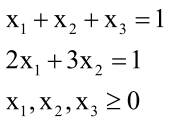 x₁ + x₂ + x₃ = 1
2x₁ + 3x₂ = 1
x₁, x₂, x₃ ≥ 0